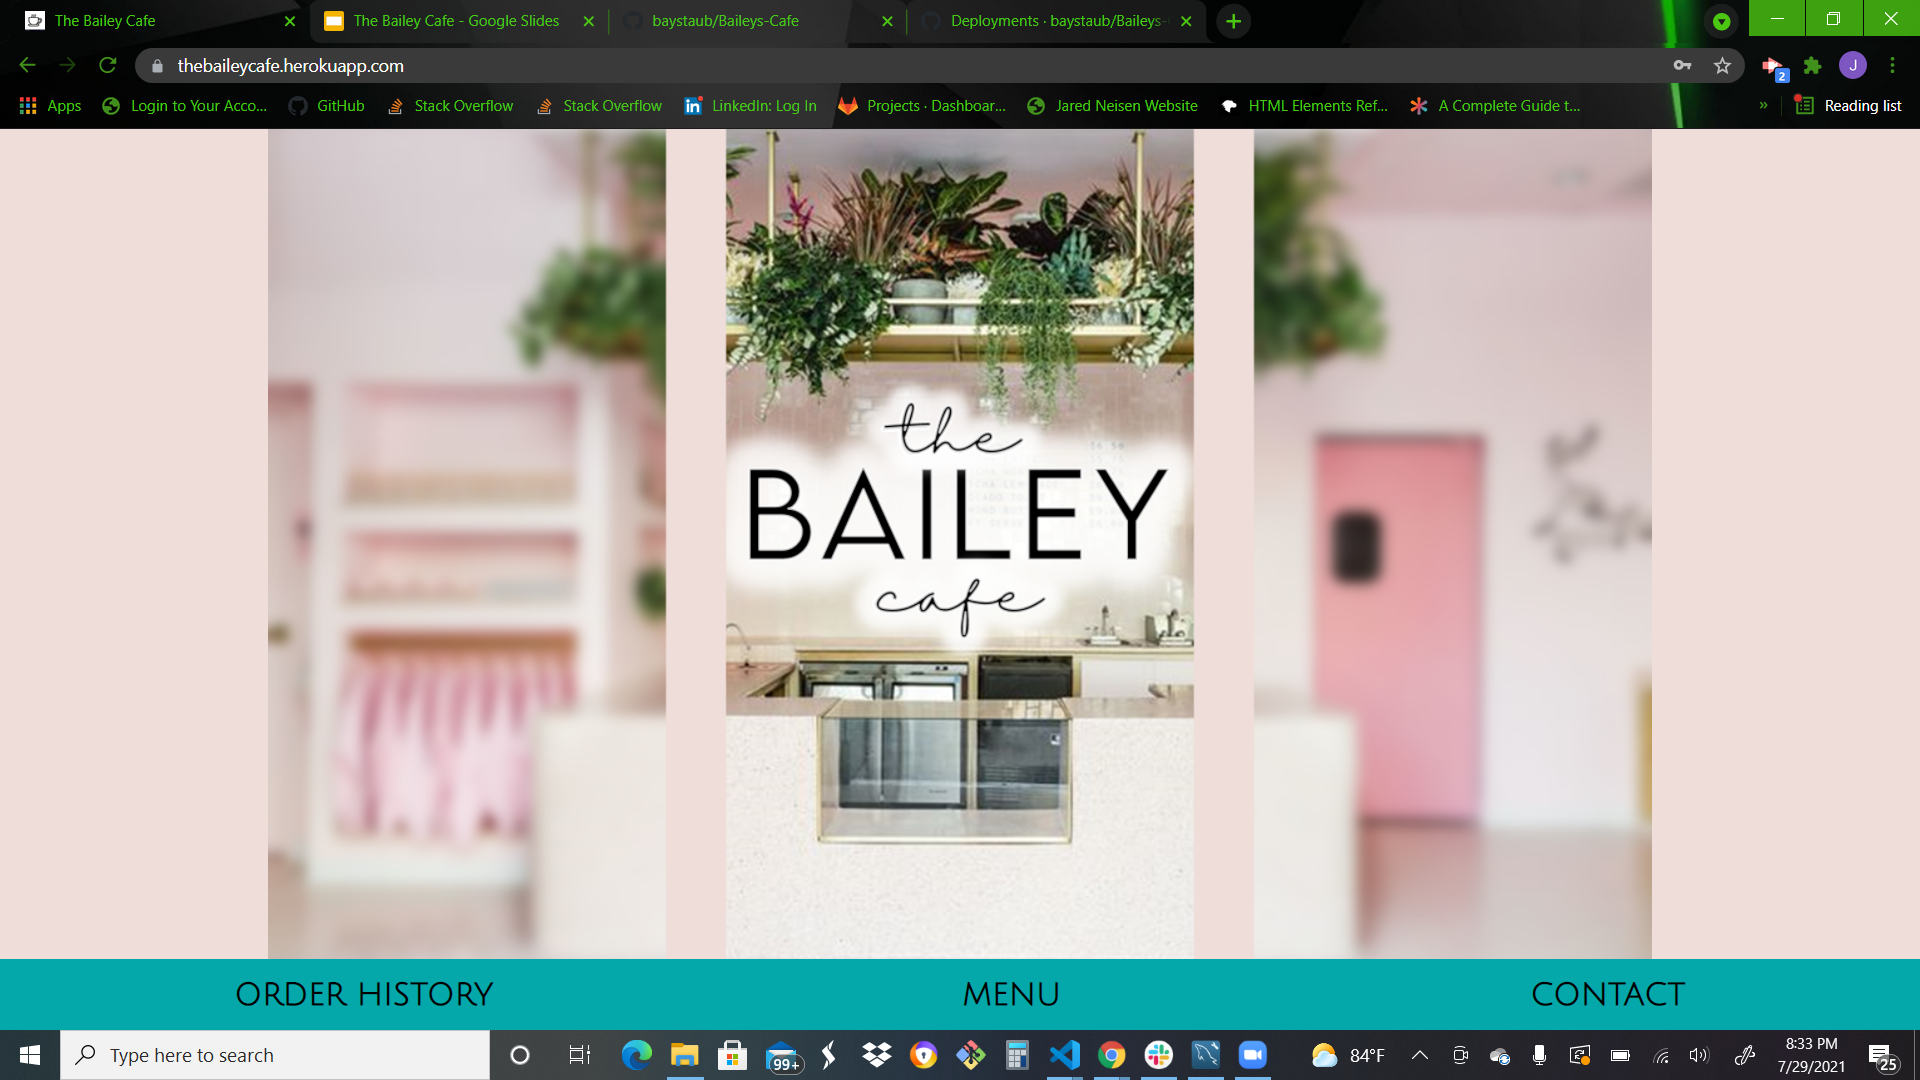 The Bailey Cafe
The Bailey Cafe - Google Slides
baystaub/Baileys-Cafe
Deployments · baystaub/Baileys-
thebaileycafe.herokuapp.com
2
J
Apps
Login to Your Acco...
GitHub
Stack Overflow
Stack Overflow
LinkedIn: Log In
Projects · Dashboar...
Jared Neisen Website
HTML Elements Ref...
A Complete Guide t...
»
Reading list
the
BAILEY
cafe
ORDER HISTORY
MENU
CONTACT
Type here to search
99+
84°F
8:33 PM
7/29/2021
25